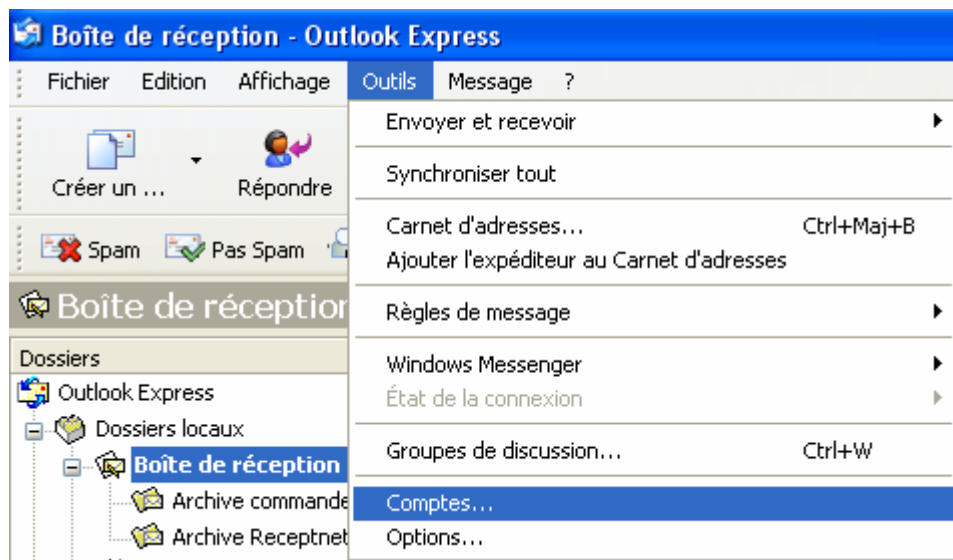 Boîte de réception - Outlook Express
Fichier Edition Affichage Outils Message ?
Créer un ... Répondre
Spam Pas Spam
Boîte de réception
Dossiers
Outlook Express
Dossiers locaux
Boîte de réception
Archive commande
Archive Receptnet
Envoyer et recevoir
Synchroniser tout
Carnet d'adresses... Ctrl+Maj+B
Ajouter l'expéditeur au Carnet d'adresses
Règles de message
Windows Messenger
État de la connexion
Groupes de discussion... Ctrl+W
Comptes...
Options...